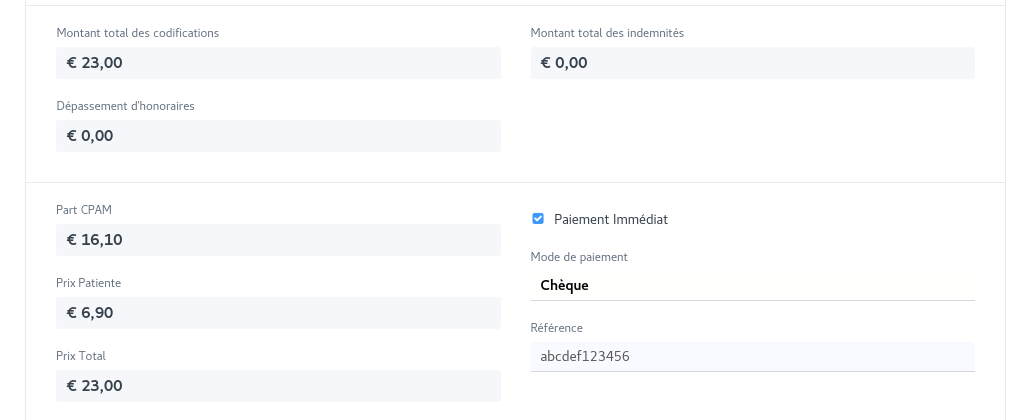 Montant total des codifications
€ 23,00
Montant total des indemnités
€ 0,00
Dépassement d'honoraires
€ 0,00
Part CPAM
€ 16,10
Prix Patiente
€ 6,90
Prix Total
€ 23,00
Paiement Immédiat
Mode de paiement
Chèque
Référence
abcdef123456